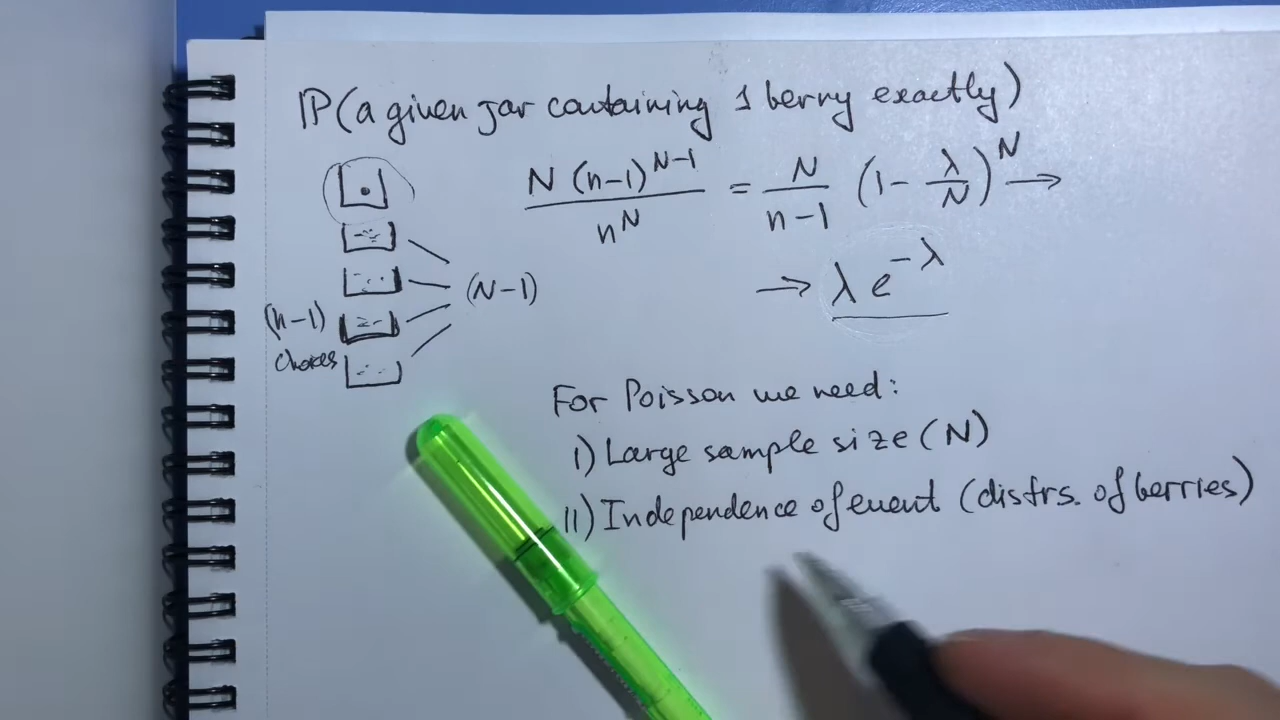 ℙ(a given jar containing 1 berry exactly)
N (n-1)^{N-1} / n^N = N / (n-1) (1 - λ/N)^N →
→ λ e^{-λ}
(N-1)
(n-1)
choices
For Poisson we need:
I) Large sample size (N)
II) Independence of event (distrs. of berries)